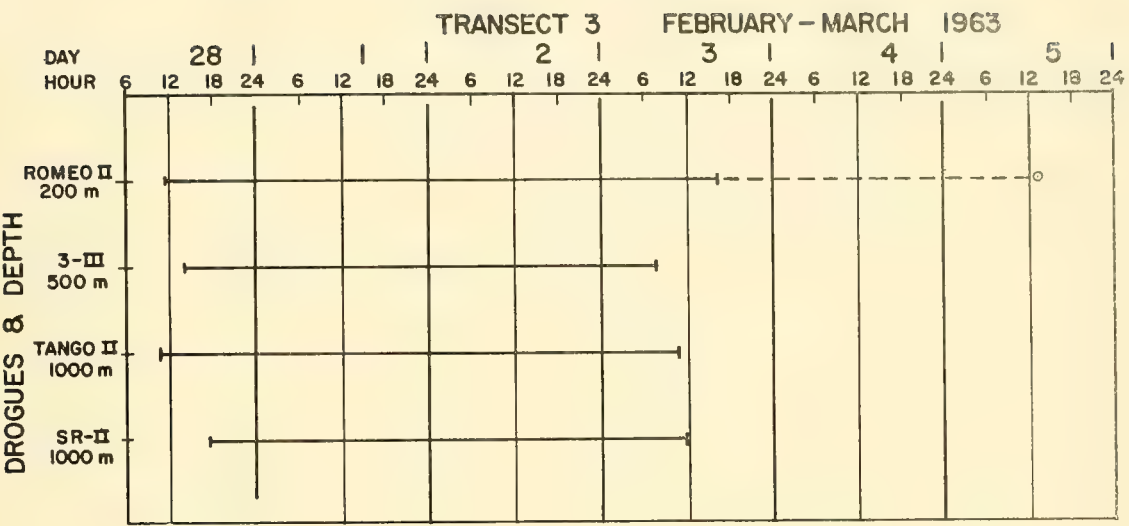 TRANSECT 3 FEBRUARY – MARCH 1963
DAY 28 | 1 | 2 | 3 | 4 | 5 |
HOUR 6 12 18 24 6 12 18 24 6 12 18 24 6 12 18 24 6 12 18 24 6 12 18 24
DROGUES & DEPTH
ROMEO II
200 m
3-III
500 m
TANGO II
1000 m
SR-II
1000 m